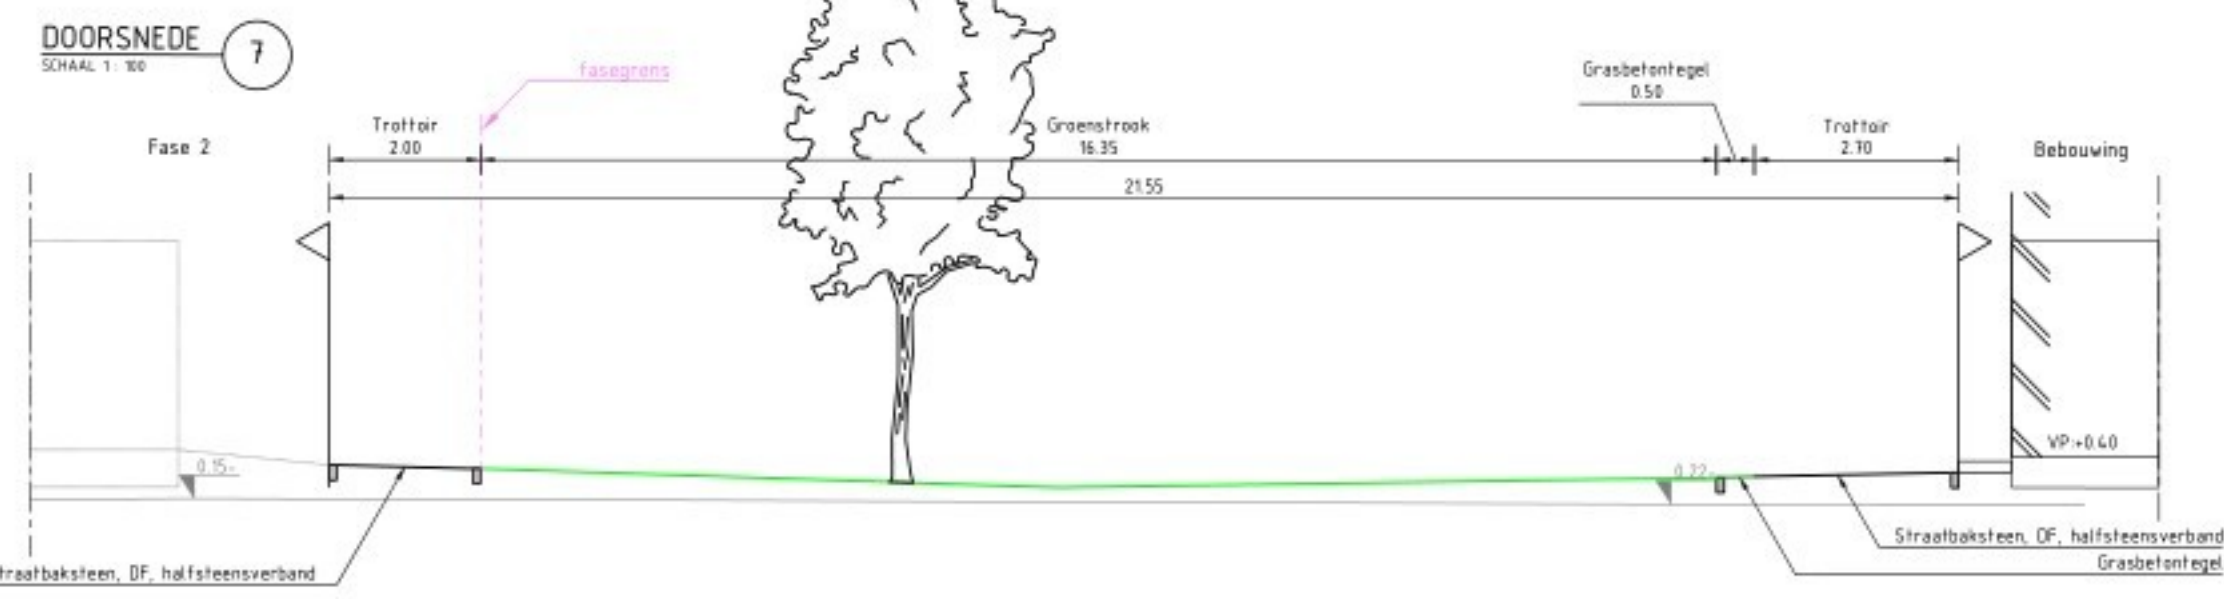 DOORSNEDE
7
SCHAAL 1 : 100
fasegrens
Grasbetontegel
0.50
Fase 2
Trottoir
2.00
Groenstrook
16.35
Trottoir
2.70
Bebouwing
21.55
VP:+0.40
0.15-
0.22-
Straatbaksteen, DF, halfsteensverband
Grasbetontegel
traatbaksteen, DF, halfsteensverband